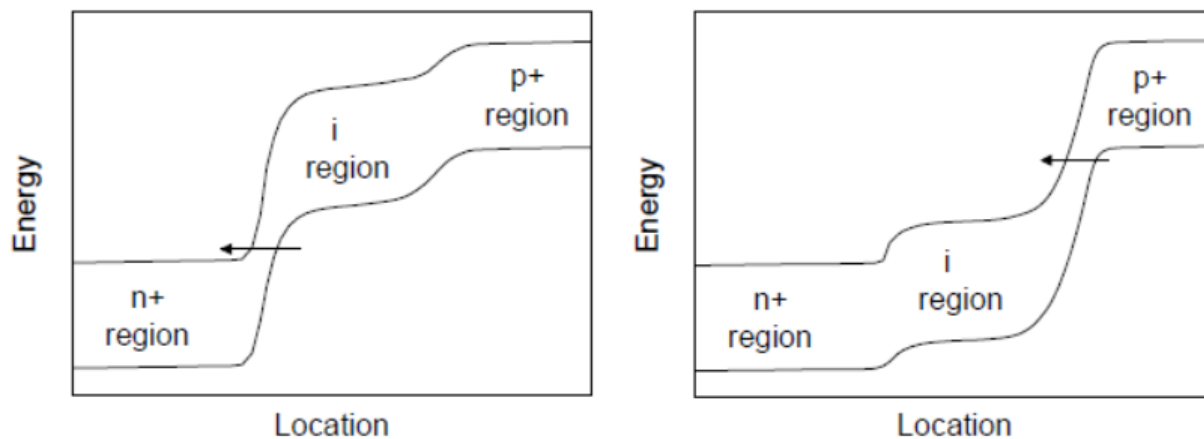 Energy
n+
region
i
region
p+
region
Location
Energy
n+
region
i
region
p+
region
Location